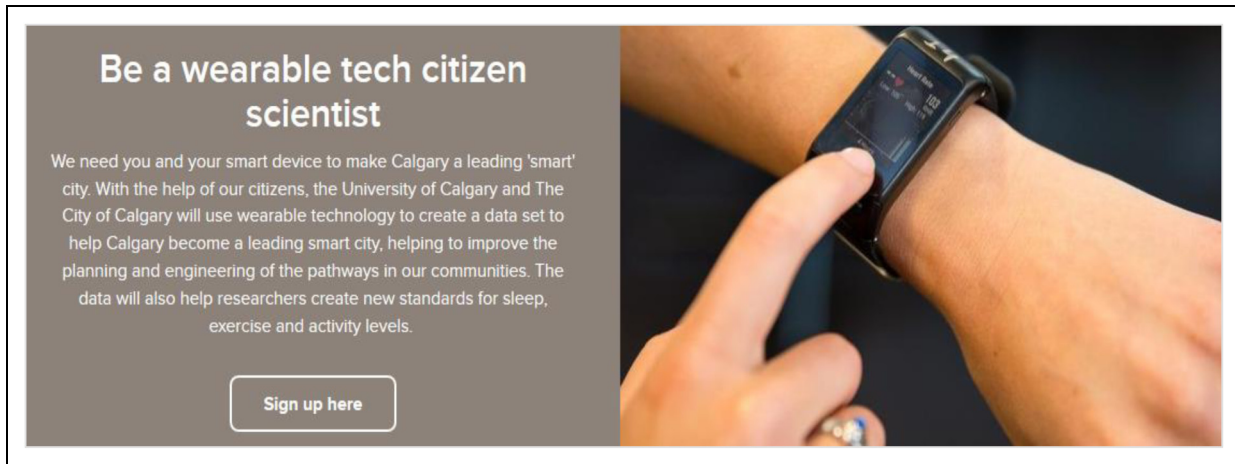 Be a wearable tech citizen
scientist
We need you and your smart device to make Calgary a leading 'smart'
city. With the help of our citizens, the University of Calgary and The
City of Calgary will use wearable technology to create a data set to
help Calgary become a leading smart city, helping to improve the
planning and engineering of the pathways in our communities. The
data will also help researchers create new standards for sleep,
exercise and activity levels.
Sign up here
Heart Rate
103